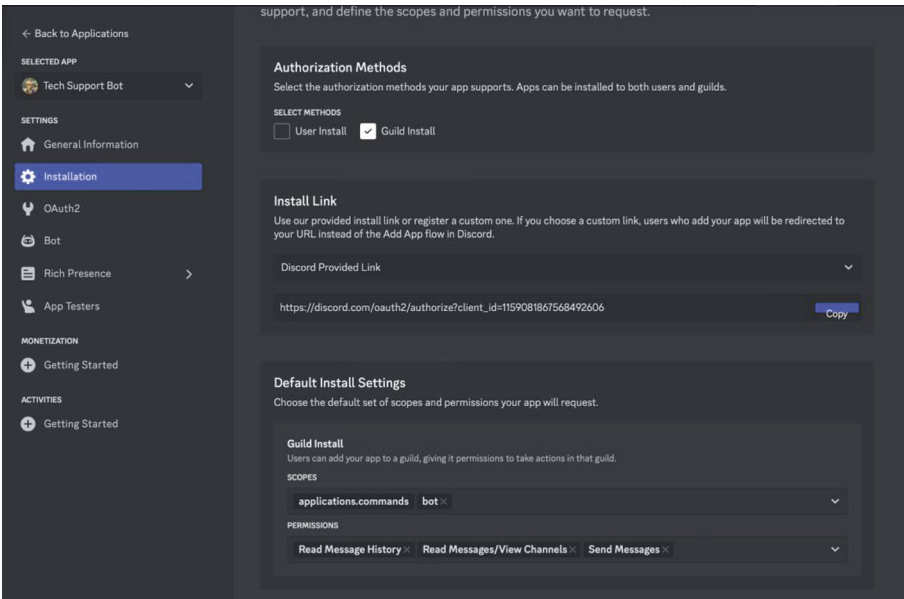 support, and define the scopes and permissions you want to request.
← Back to Applications
SELECTED APP
Tech Support Bot
SETTINGS
General Information
Installation
OAuth2
Bot
Rich Presence
App Testers
MONETIZATION
Getting Started
ACTIVITIES
Getting Started
Authorization Methods
Select the authorization methods your app supports. Apps can be installed to both users and guilds.
SELECT METHODS
User Install Guild Install
Install Link
Use our provided install link or register a custom one. If you choose a custom link, users who add your app will be redirected to
your URL instead of the Add App flow in Discord.
Discord Provided Link
https://discord.com/oauth2/authorize?client_id=1159081867568492606
Copy
Default Install Settings
Choose the default set of scopes and permissions your app will request.
Guild Install
Users can add your app to a guild, giving it permissions to take actions in that guild.
SCOPES
applications.commands bot ×
PERMISSIONS
Read Message History × Read Messages/View Channels × Send Messages ×